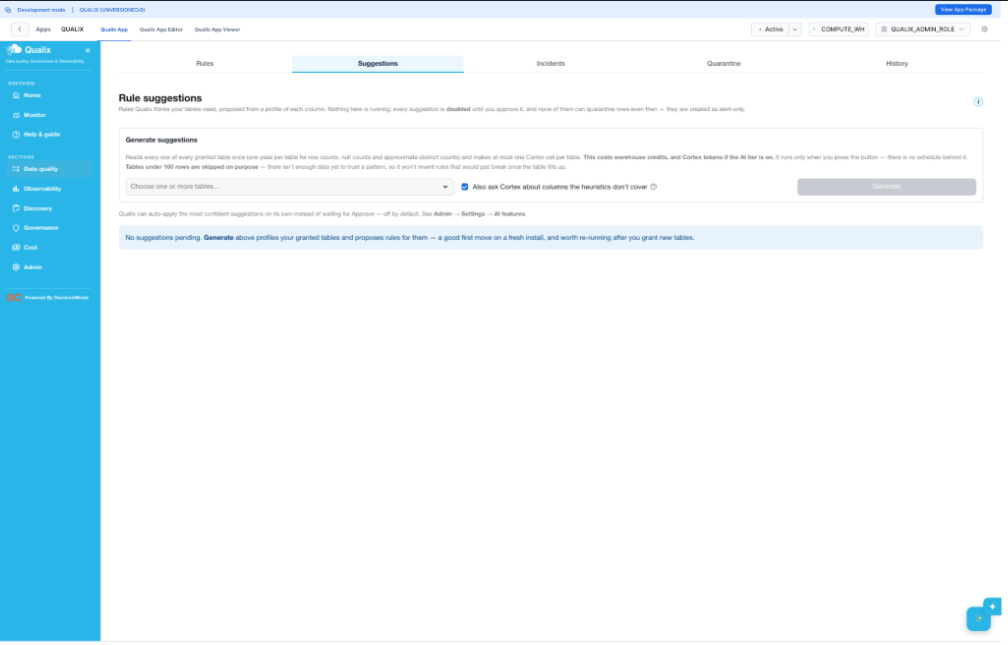 Development mode | QUALIX (UNVERSIONED.0) View App Package
Apps QUALIX Qualix App Qualix App Editor Qualix App Viewer Active COMPUTE_WH QUALIX_ADMIN_ROLE
Qualix
Data quality, Governance & Observability
OVERVIEW
Home
Monitor
Help & guide
SECTIONS
Data quality
Observability
Discovery
Governance
Cost
Admin
Powered By DecisionMinds
Rules Suggestions Incidents Quarantine History
Rule suggestions
Rules Qualix thinks your tables need, proposed from a profile of each column. Nothing here is running: every suggestion is disabled until you approve it, and none of them can quarantine rows even then — they are created as alert-only.
Generate suggestions
Reads every row of every granted table once (one pass per table for row counts, null counts and approximate distinct counts) and makes at most one Cortex call per table. This costs warehouse credits, and Cortex tokens if the AI tier is on. It runs only when you press the button — there is no schedule behind it.
Tables under 100 rows are skipped on purpose — there isn't enough data yet to trust a pattern, so it won't invent rules that would just break once the table fills up.
Choose one or more tables... Also ask Cortex about columns the heuristics don't cover Generate
Qualix can auto-apply the most confident suggestions on its own instead of waiting for Approve — off by default. See Admin → Settings → AI features.
No suggestions pending. Generate above profiles your granted tables and proposes rules for them — a good first move on a fresh install, and worth re-running after you grant new tables.